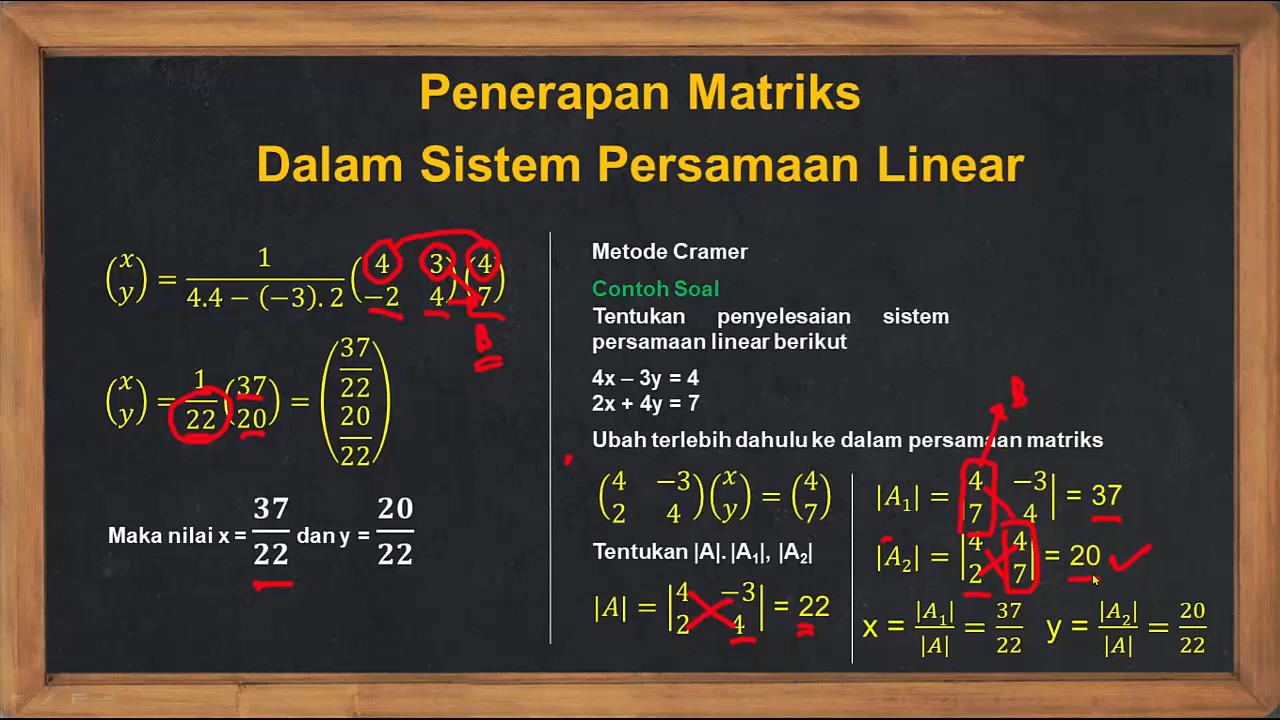 Penerapan Matriks
Dalam Sistem Persamaan Linear
(x y) = 1/(4.4 − (−3).2) (4 3 −2 4)(4 7)
B
(x y) = 1/22 (37 20) = (37/22 20/22)
Maka nilai x = 37/22 dan y = 20/22
Metode Cramer
Contoh Soal
Tentukan penyelesaian sistem
persamaan linear berikut
4x – 3y = 4
2x + 4y = 7
B
Ubah terlebih dahulu ke dalam persamaan matriks
(4 −3 2 4)(x y) = (4 7)
Tentukan |A|. |A₁|, |A₂|
|A| = |4 −3 2 4| = 22
|A₁| = |4 −3 7 4| = 37
|A₂| = |4 4 2 7| = 20
x = |A₁|/|A| = 37/22 y = |A₂|/|A| = 20/22